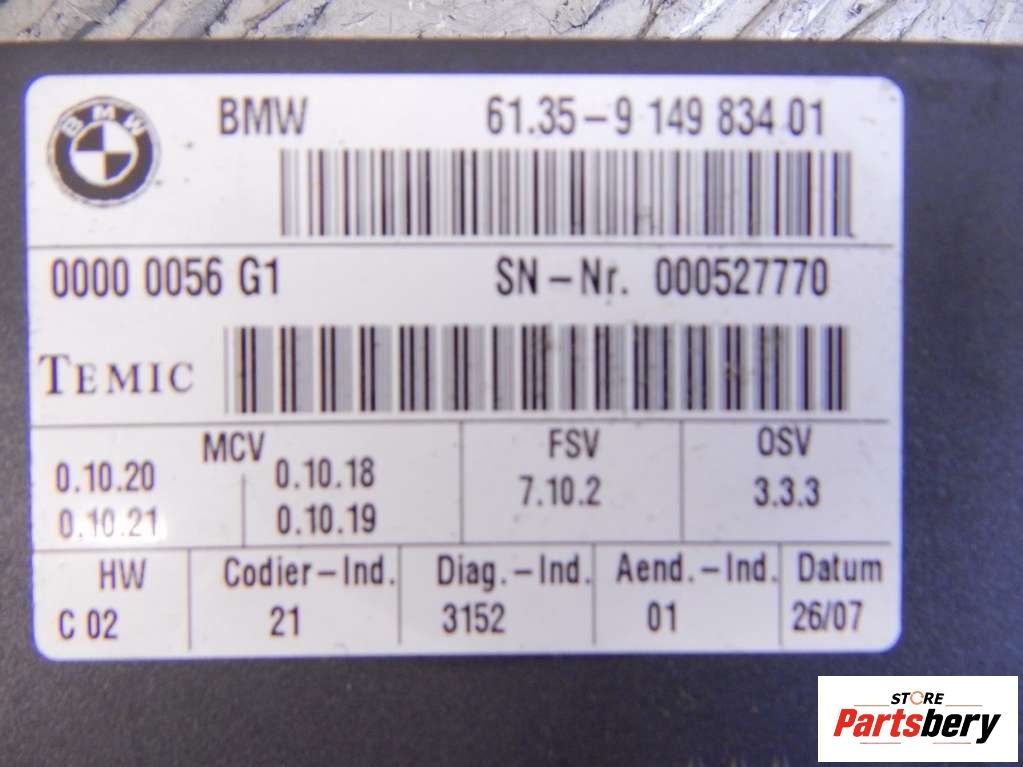 BMW
BMW 61.35-9 149 834 01
0000 0056 G1 SN-Nr. 000527770
TEMIC
MCV FSV OSV
0.10.20 0.10.18 7.10.2 3.3.3
0.10.21 0.10.19
HW Codier-Ind. Diag.-Ind. Aend.-Ind. Datum
C 02 21 3152 01 26/07
STORE
Partsbery